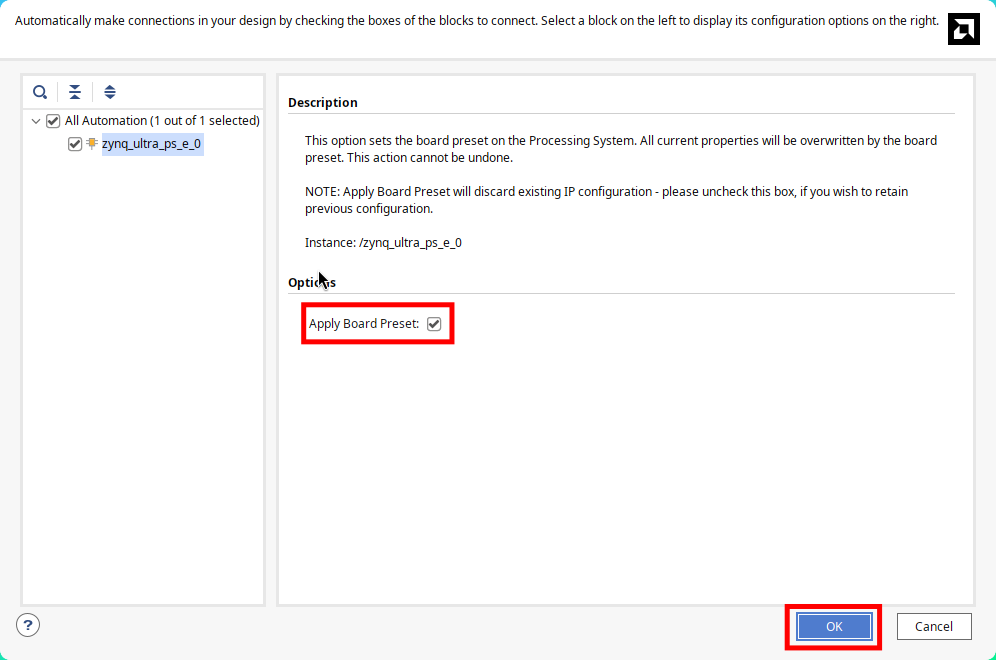 Automatically make connections in your design by checking the boxes of the blocks to connect. Select a block on the left to display its configuration options on the right.
All Automation (1 out of 1 selected)
zynq_ultra_ps_e_0
Description
This option sets the board preset on the Processing System. All current properties will be overwritten by the board
preset. This action cannot be undone.
NOTE: Apply Board Preset will discard existing IP configuration - please uncheck this box, if you wish to retain
previous configuration.
Instance: /zynq_ultra_ps_e_0
Options
Apply Board Preset:
?
OK
Cancel